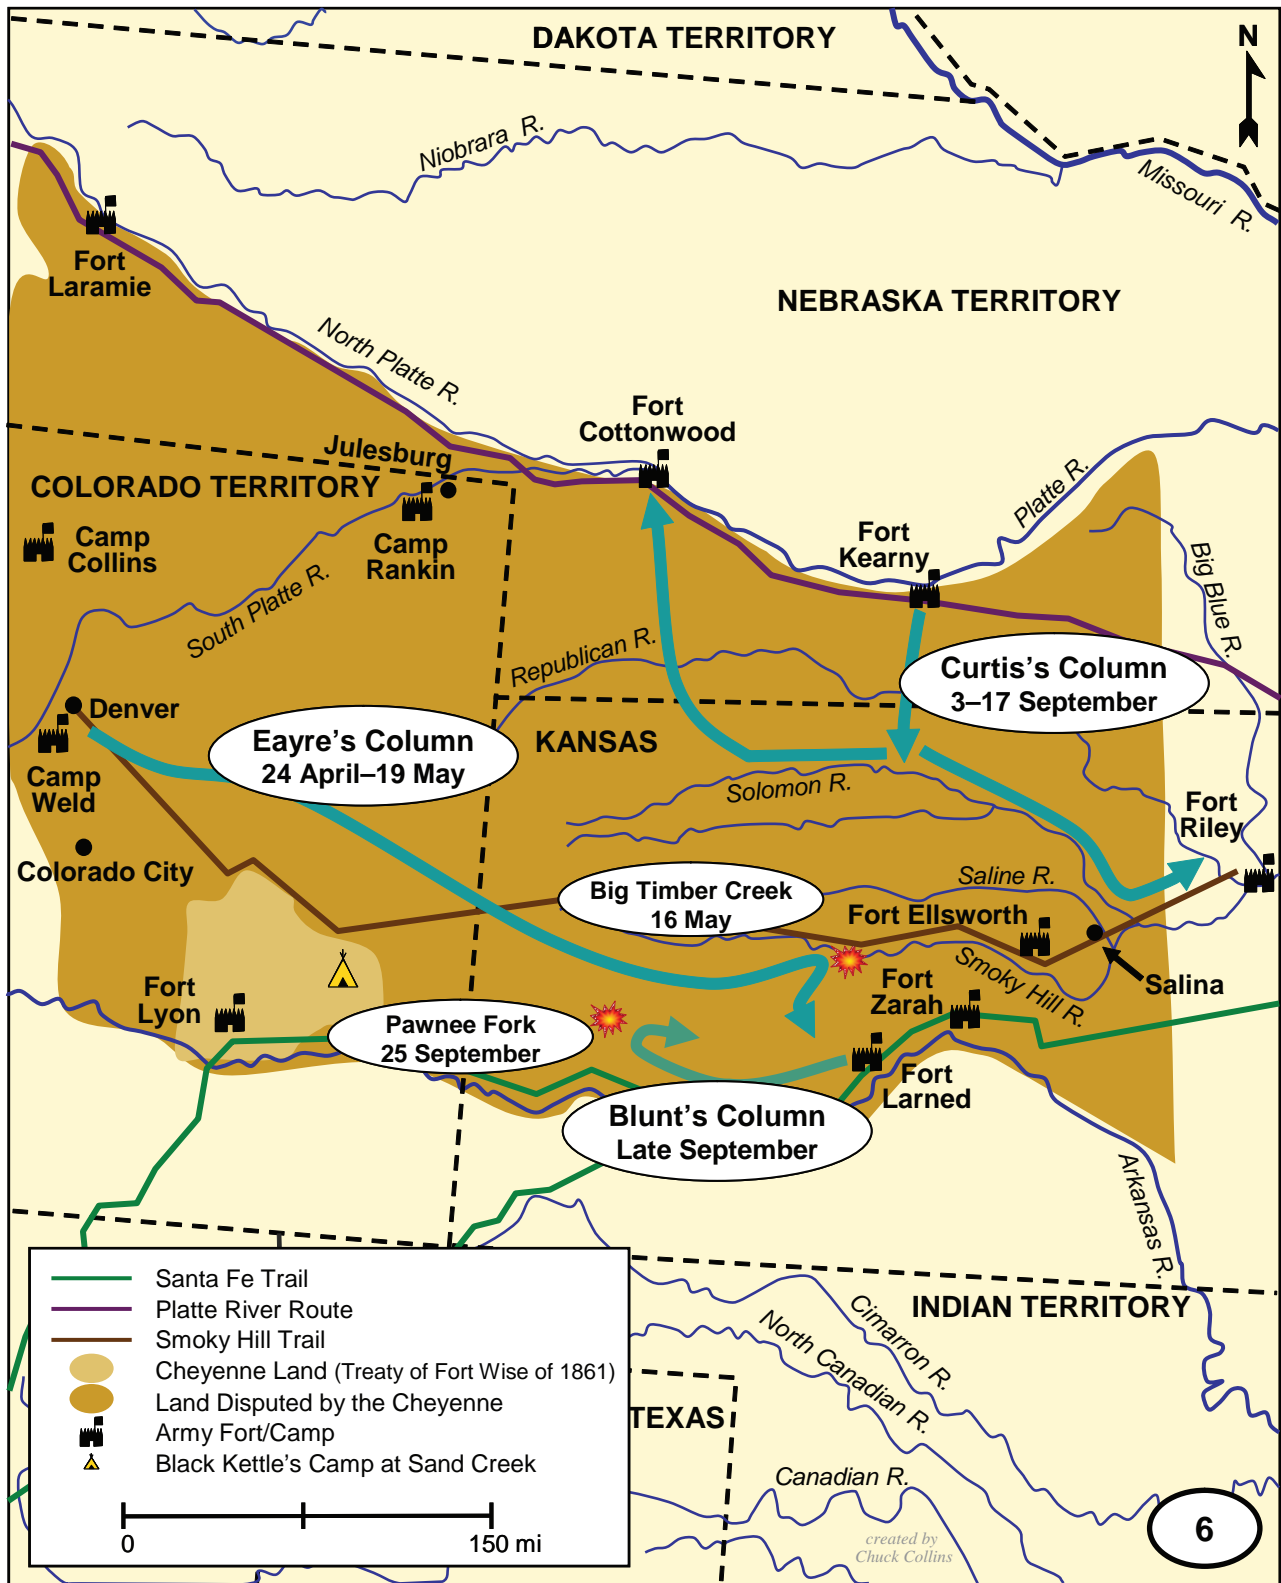 DAKOTA TERRITORY
N
Niobrara R.
Missouri R.
Fort
Laramie
NEBRASKA TERRITORY
North Platte R.
Fort
Cottonwood
Julesburg
COLORADO TERRITORY
Platte R.
Camp
Collins
Camp
Rankin
Fort
Kearny
Big Blue R.
South Platte R.
Republican R.
Curtis's Column
3–17 September
Denver
Eayre's Column
24 April–19 May
KANSAS
Camp
Weld
Solomon R.
Fort
Riley
Colorado City
Big Timber Creek
16 May
Saline R.
Fort Ellsworth
Smoky Hill R.
Salina
Fort
Lyon
Fort
Zarah
Pawnee Fork
25 September
Fort
Larned
Blunt's Column
Late September
Arkansas R.
Santa Fe Trail
Platte River Route
Smoky Hill Trail
Cheyenne Land (Treaty of Fort Wise of 1861)
Land Disputed by the Cheyenne
Army Fort/Camp
Black Kettle's Camp at Sand Creek
0
150 mi
INDIAN TERRITORY
Cimarron R.
North Canadian R.
TEXAS
Canadian R.
created by
Chuck Collins
6